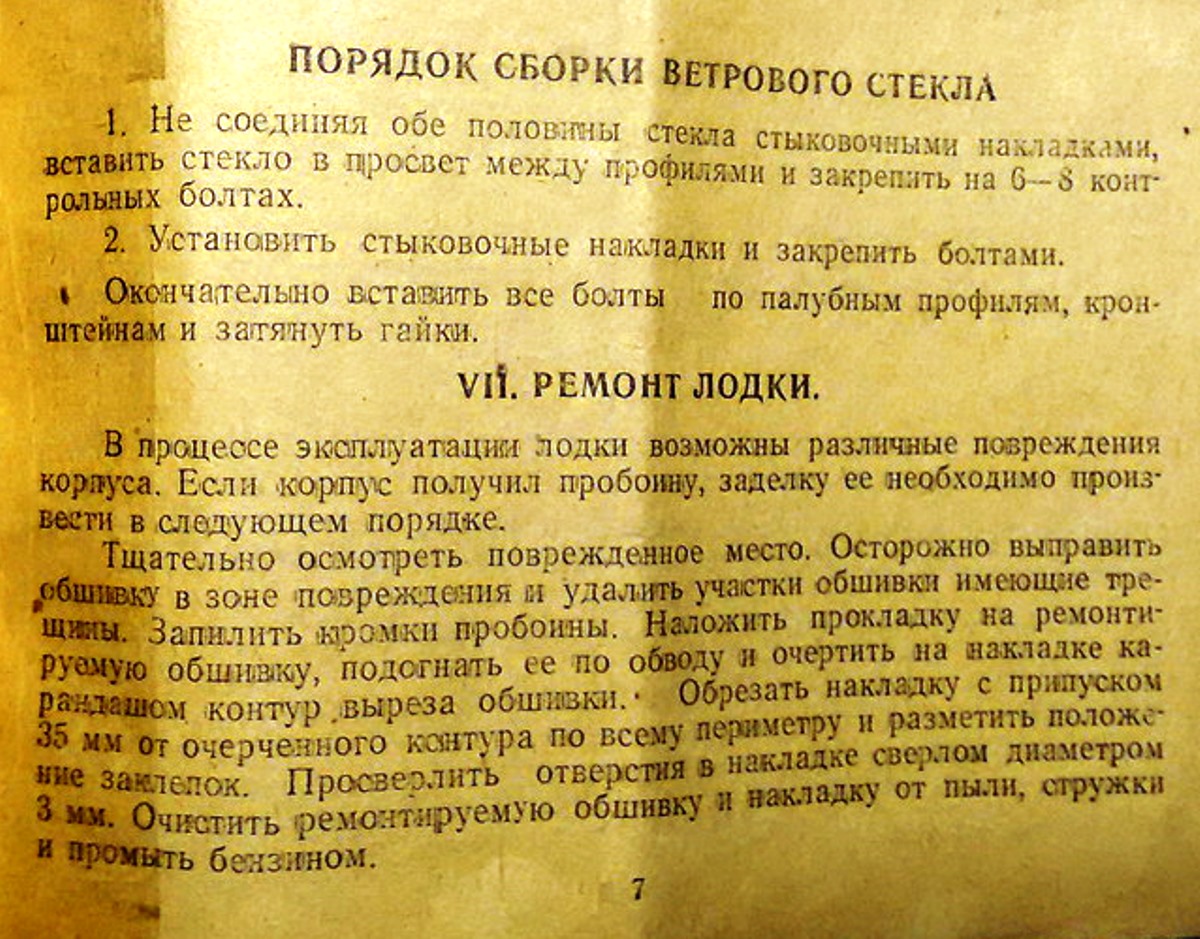 ПОРЯДОК СБОРКИ ВЕТРОВОГО СТЕКЛА
1. Не соединяя обе половины стекла стыковочными накладками,
вставить стекло в просвет между профилями и закрепить на 6—8 конт-
рольных болтах.
2. Установить стыковочные накладки и закрепить болтами.
Окончательно вставить все болты по палубным профилям, крон-
штейнам и затянуть гайки.
VII. РЕМОНТ ЛОДКИ.
В процессе эксплуатации лодки возможны различные повреждения
корпуса. Если корпус получил пробоину, заделку ее необходимо произ-
вести в следующем порядке.
Тщательно осмотреть поврежденное место. Осторожно выправить
обшивку в зоне повреждения и удалить участки обшивки имеющие тре-
щины. Запилить кромки пробоины. Наложить прокладку на ремонти-
руемую обшивку, подогнать ее по обводу и очертить на накладке ка-
рандашом контур выреза обшивки. Обрезать накладку с припуском
35 мм от очерченного контура по всему периметру и разметить положе-
ние заклепок. Просверлить отверстия в накладке сверлом диаметром
3 мм. Очистить ремонтируемую обшивку и накладку от пыли, стружки
и промыть бензином.
7